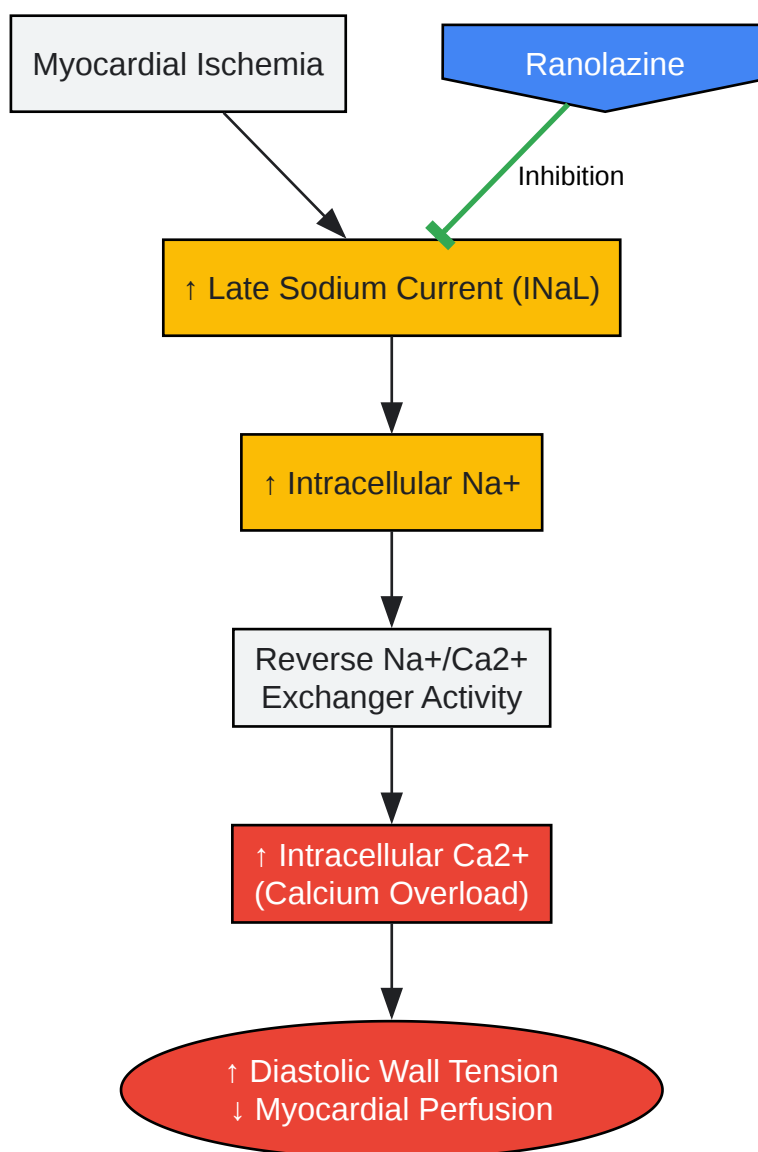 Myocardial Ischemia
Ranolazine
Inhibition
↑ Late Sodium Current (INaL)
↑ Intracellular Na+
Reverse Na+/Ca2+
Exchanger Activity
↑ Intracellular Ca2+
(Calcium Overload)
↑ Diastolic Wall Tension
↓ Myocardial Perfusion